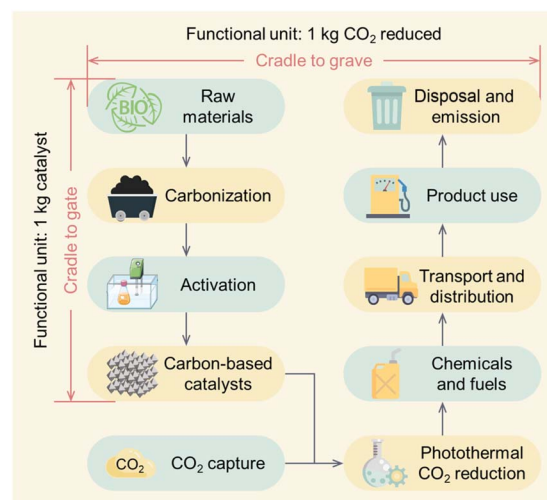 Functional unit: 1 kg CO₂ reduced
Cradle to grave
Functional unit: 1 kg catalyst
Cradle to gate
BIO
Raw
materials
Carbonization
Activation
Carbon-based
catalysts
CO₂
CO₂ capture
Disposal and
emission
Product use
Transport and
distribution
Chemicals
and fuels
Photothermal
CO₂ reduction